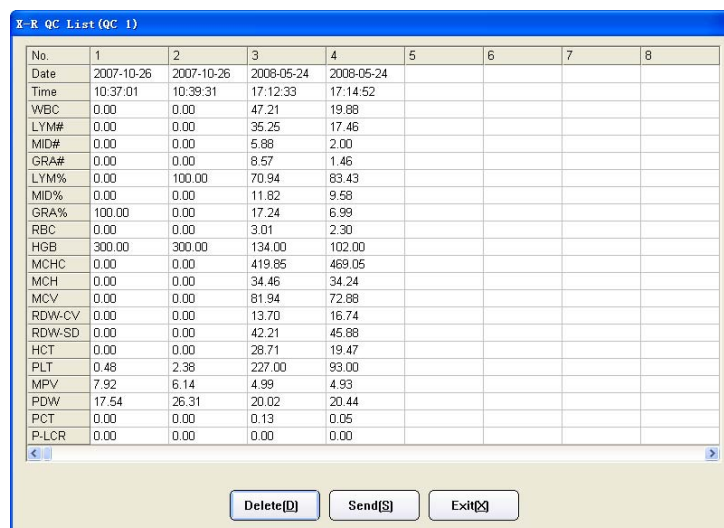 X-R QC List(QC 1)
No. 1 2 3 4 5 6 7 8
Date 2007-10-26 2007-10-26 2008-05-24 2008-05-24
Time 10:37:01 10:39:31 17:12:33 17:14:52
WBC 0.00 0.00 47.21 19.88
LYM# 0.00 0.00 35.25 17.46
MID# 0.00 0.00 5.88 2.00
GRA# 0.00 0.00 8.57 1.46
LYM% 0.00 100.00 70.94 83.43
MID% 0.00 0.00 11.82 9.58
GRA% 100.00 0.00 17.24 6.99
RBC 0.00 0.00 3.01 2.30
HGB 300.00 300.00 134.00 102.00
MCHC 0.00 0.00 419.85 469.05
MCH 0.00 0.00 34.46 34.24
MCV 0.00 0.00 81.94 72.88
RDW-CV 0.00 0.00 13.70 16.74
RDW-SD 0.00 0.00 42.21 45.88
HCT 0.00 0.00 28.71 19.47
PLT 0.48 2.38 227.00 93.00
MPV 7.92 6.14 4.99 4.93
PDW 17.54 26.31 20.02 20.44
PCT 0.00 0.00 0.13 0.05
P-LCR 0.00 0.00 0.00 0.00
Delete(D) Send(S) Exit(X)